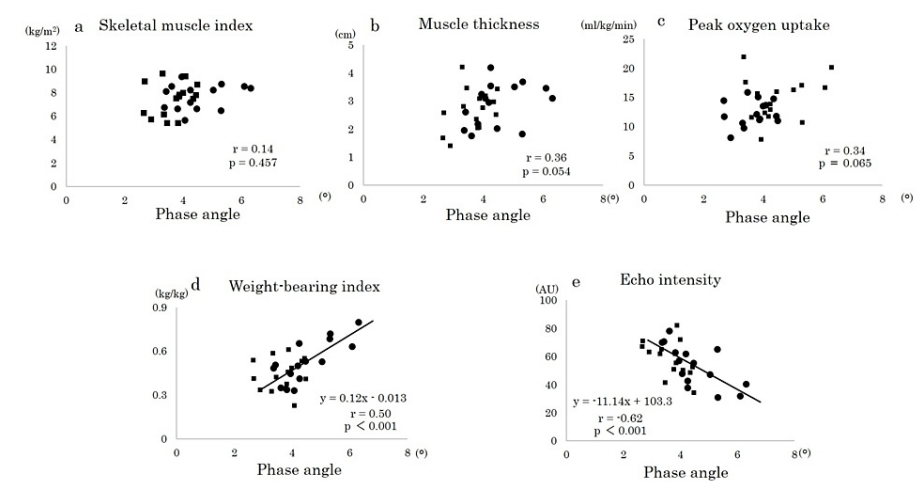 a Skeletal muscle index
(kg/m²)
12
10
8
6
4
2
0
r = 0.14
p = 0.457
0 2 4 6 8 (°)
Phase angle
b Muscle thickness
(cm)
5
4
3
2
1
0
r = 0.36
p = 0.054
0 2 4 6 8(°)
Phase angle
c Peak oxygen uptake
(ml/kg/min)
25
20
15
10
5
0
r = 0.34
p = 0.065
0 2 4 6 8 (°)
Phase angle
d Weight-bearing index
(kg/kg)
0.9
0.6
0.3
0
y = 0.12x - 0.013
r = 0.50
p < 0.001
0 2 4 6 8(°)
Phase angle
e Echo intensity
(AU)
100
80
60
40
20
0
y = -11.14x + 103.3
r = -0.62
p < 0.001
0 2 4 6 8(°)
Phase angle